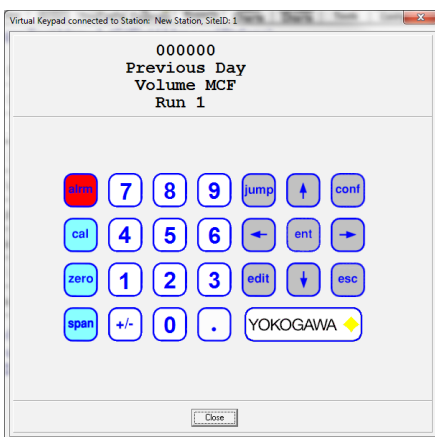 Virtual Keypad connected to Station: New Station, SiteID: 1
000000
Previous Day
Volume MCF
Run 1
alrm 7 8 9 jump conf
cal 4 5 6 ent
zero 1 2 3 edit esc
span +/- 0 . YOKOGAWA
Close